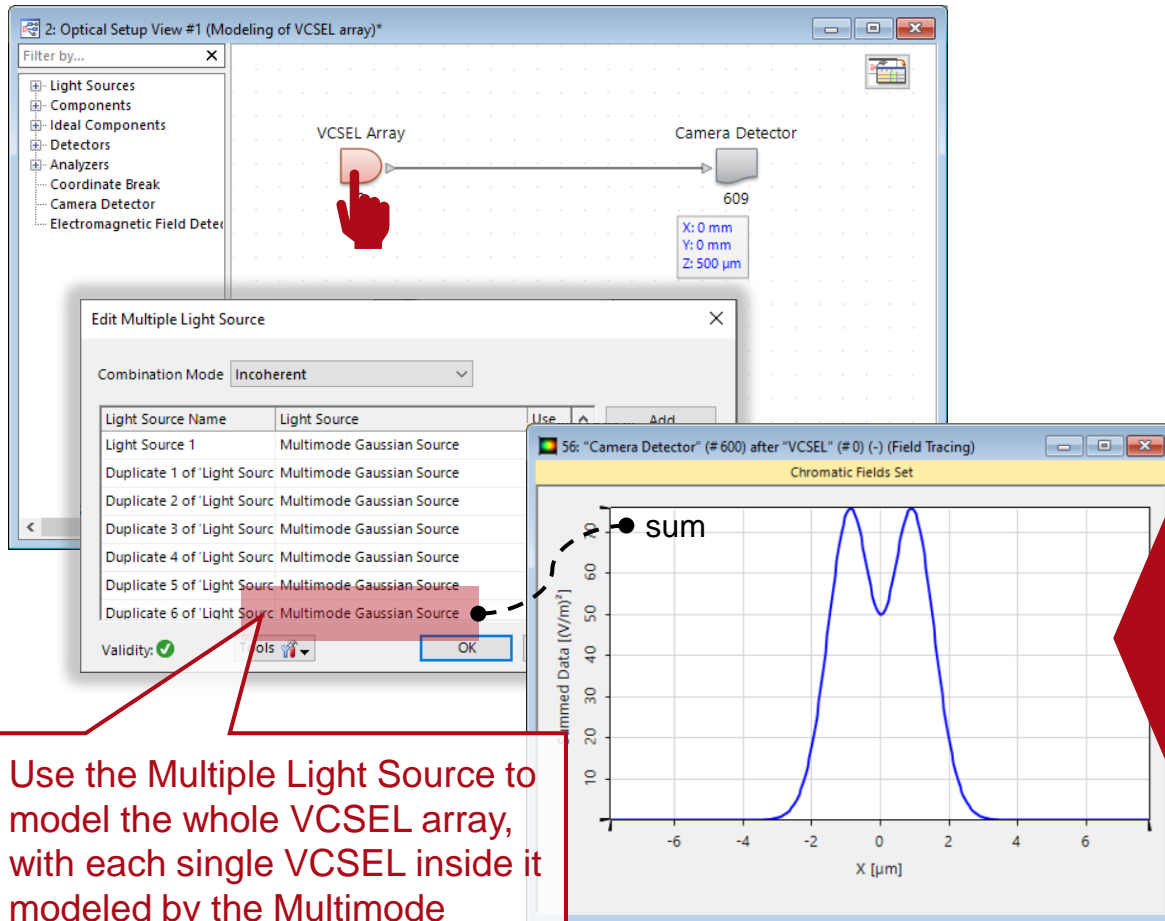 2: Optical Setup View #1 (Modeling of VCSEL array)*
Filter by...
Light Sources
Components
Ideal Components
Detectors
Analyzers
Coordinate Break
Camera Detector
Electromagnetic Field Detec
VCSEL Array
Camera Detector
609
X: 0 mm
Y: 0 mm
Z: 500 µm
Edit Multiple Light Source
Combination Mode Incoherent
Light Source Name Light Source Use Add
Light Source 1 Multimode Gaussian Source
Duplicate 1 of 'Light Sourc Multimode Gaussian Source
Duplicate 2 of 'Light Sourc Multimode Gaussian Source
Duplicate 3 of 'Light Sourc Multimode Gaussian Source
Duplicate 4 of 'Light Sourc Multimode Gaussian Source
Duplicate 5 of 'Light Sourc Multimode Gaussian Source
Duplicate 6 of 'Light Sourc Multimode Gaussian Source
Validity: Tools OK
56: "Camera Detector" (# 600) after "VCSEL" (# 0) (-) (Field Tracing)
Chromatic Fields Set
sum
Summed Data [(V/m)²]
70
60
50
40
30
20
10
-6 -4 -2 0 2 4 6
X [µm]
Use the Multiple Light Source to
model the whole VCSEL array,
with each single VCSEL inside it
modeled by the Multimode